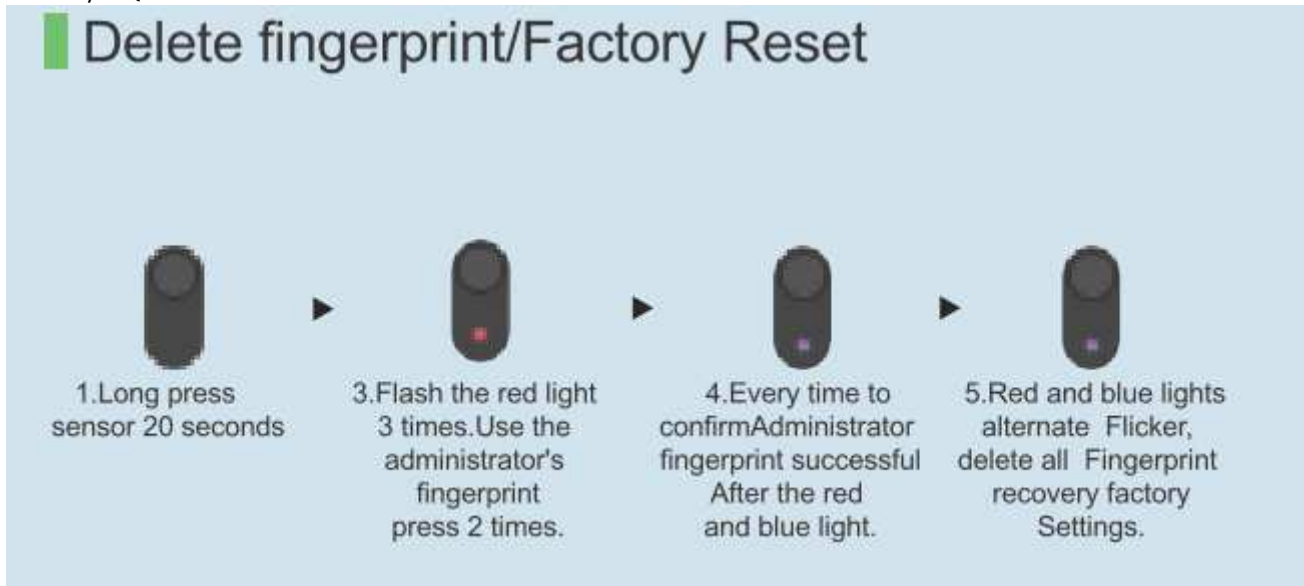 Delete fingerprint/Factory Reset
1.Long press
sensor 20 seconds
3.Flash the red light
3 times.Use the
administrator's
fingerprint
press 2 times.
4.Every time to
confirmAdministrator
fingerprint successful
After the red
and blue light.
5.Red and blue lights
alternate Flicker,
delete all Fingerprint
recovery factory
Settings.